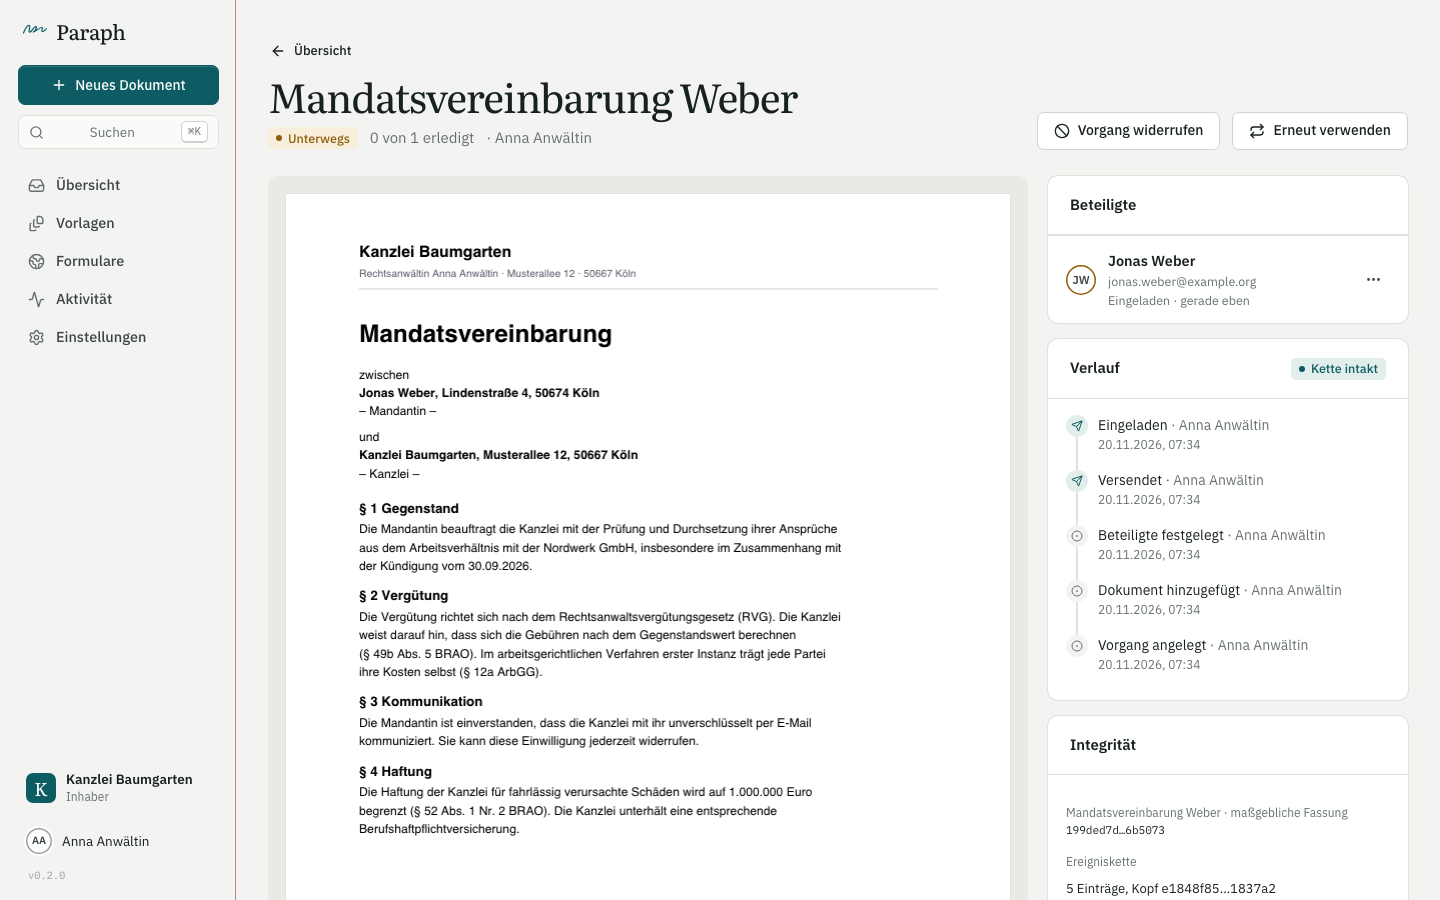 Paraph
Neues Dokument
Suchen ⌘K
Übersicht
Vorlagen
Formulare
Aktivität
Einstellungen
K
Kanzlei Baumgarten
Inhaber
AA
Anna Anwältin
v0.2.0
Übersicht
Mandatsvereinbarung Weber
Unterwegs 0 von 1 erledigt · Anna Anwältin
Vorgang widerrufen
Erneut verwenden
Kanzlei Baumgarten
Rechtsanwältin Anna Anwältin · Musterallee 12 · 50667 Köln
Mandatsvereinbarung
zwischen
Jonas Weber, Lindenstraße 4, 50674 Köln
– Mandantin –
und
Kanzlei Baumgarten, Musterallee 12, 50667 Köln
– Kanzlei –
§ 1 Gegenstand
Die Mandantin beauftragt die Kanzlei mit der Prüfung und Durchsetzung ihrer Ansprüche
aus dem Arbeitsverhältnis mit der Nordwerk GmbH, insbesondere im Zusammenhang mit
der Kündigung vom 30.09.2026.
§ 2 Vergütung
Die Vergütung richtet sich nach dem Rechtsanwaltsvergütungsgesetz (RVG). Die Kanzlei
weist darauf hin, dass sich die Gebühren nach dem Gegenstandswert berechnen
(§ 49b Abs. 5 BRAO). Im arbeitsgerichtlichen Verfahren erster Instanz trägt jede Partei
ihre Kosten selbst (§ 12a ArbGG).
§ 3 Kommunikation
Die Mandantin ist einverstanden, dass die Kanzlei mit ihr unverschlüsselt per E-Mail
kommuniziert. Sie kann diese Einwilligung jederzeit widerrufen.
§ 4 Haftung
Die Haftung der Kanzlei für fahrlässig verursachte Schäden wird auf 1.000.000 Euro
begrenzt (§ 52 Abs. 1 Nr. 2 BRAO). Die Kanzlei unterhält eine entsprechende
Berufshaftpflichtversicherung.
Beteiligte
JW
Jonas Weber
jonas.weber@example.org
Eingeladen · gerade eben
Verlauf
Kette intakt
Eingeladen · Anna Anwältin
20.11.2026, 07:34
Versendet · Anna Anwältin
20.11.2026, 07:34
Beteiligte festgelegt · Anna Anwältin
20.11.2026, 07:34
Dokument hinzugefügt · Anna Anwältin
20.11.2026, 07:34
Vorgang angelegt · Anna Anwältin
20.11.2026, 07:34
Integrität
Mandatsvereinbarung Weber · maßgebliche Fassung
199ded7d…6b5073
Ereigniskette
5 Einträge, Kopf e1848f85…1837a2